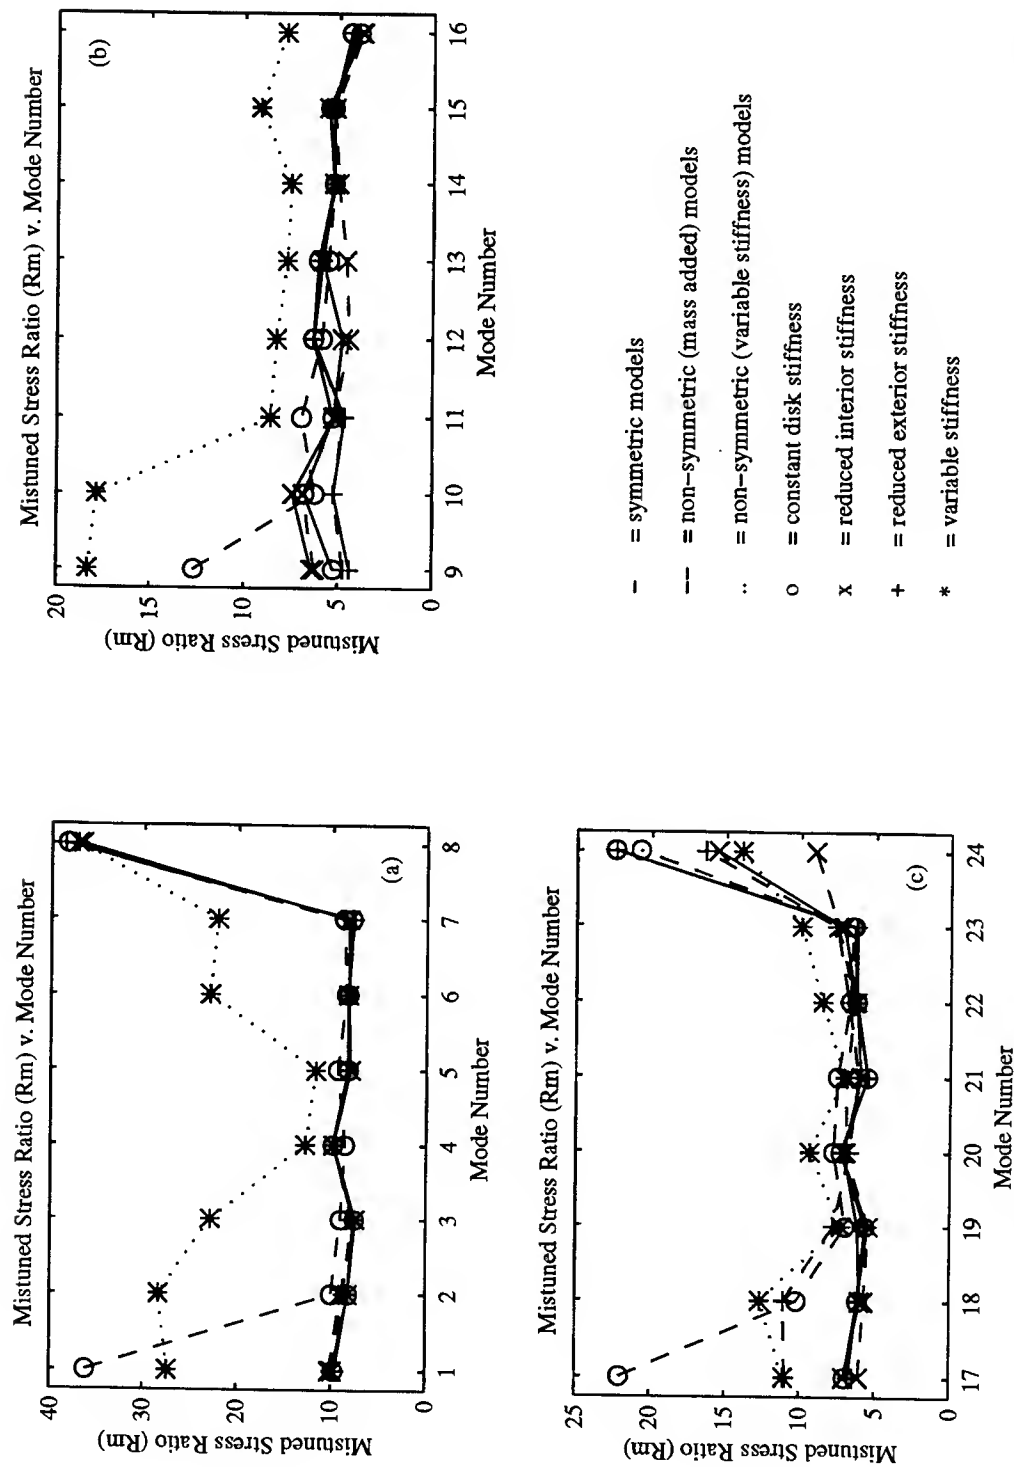 Mistuned Stress Ratio (Rm) v. Mode Number
Mistuned Stress Ratio (Rm)
40
30
20
10
0
(a)
1 2 3 4 5 6 7 8
Mode Number
Mistuned Stress Ratio (Rm) v. Mode Number
Mistuned Stress Ratio (Rm)
20
15
10
5
0
(b)
9 10 11 12 13 14 15 16
Mode Number
Mistuned Stress Ratio (Rm) v. Mode Number
Mistuned Stress Ratio (Rm)
25
20
15
10
5
0
(c)
17 18 19 20 21 22 23 24
Mode Number
− = symmetric models
−− = non−symmetric (mass added) models
.. = non−symmetric (variable stiffness) models
o = constant disk stiffness
x = reduced interior stiffness
+ = reduced exterior stiffness
* = variable stiffness